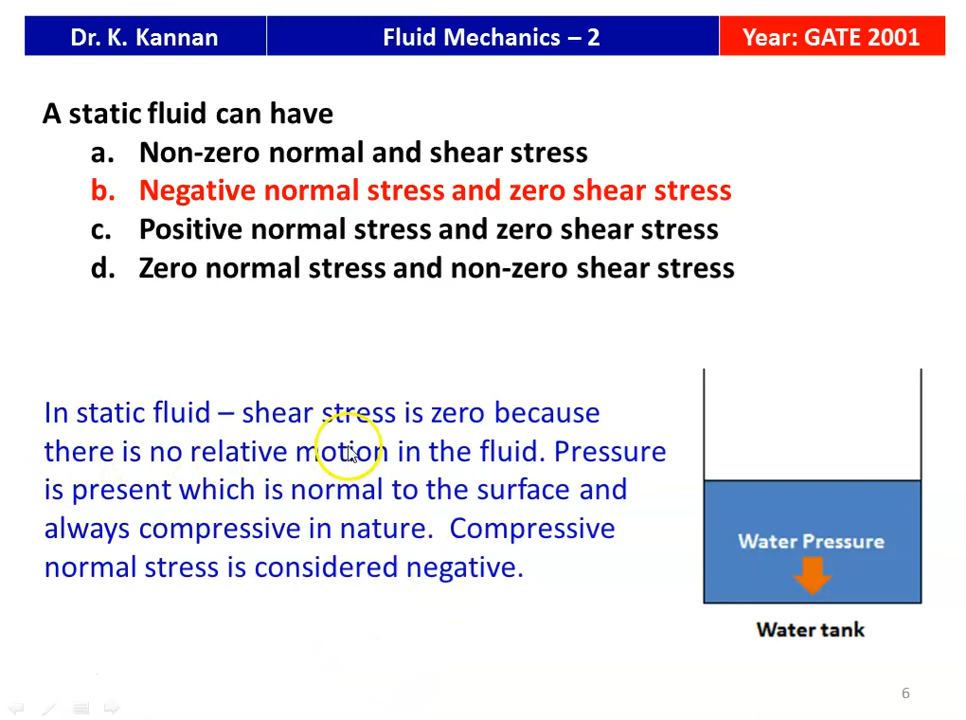 Dr. K. Kannan Fluid Mechanics – 2 Year: GATE 2001
A static fluid can have
a. Non-zero normal and shear stress
b. Negative normal stress and zero shear stress
c. Positive normal stress and zero shear stress
d. Zero normal stress and non-zero shear stress
In static fluid – shear stress is zero because
there is no relative motion in the fluid. Pressure
is present which is normal to the surface and
always compressive in nature. Compressive
normal stress is considered negative.
Water Pressure
Water tank
6